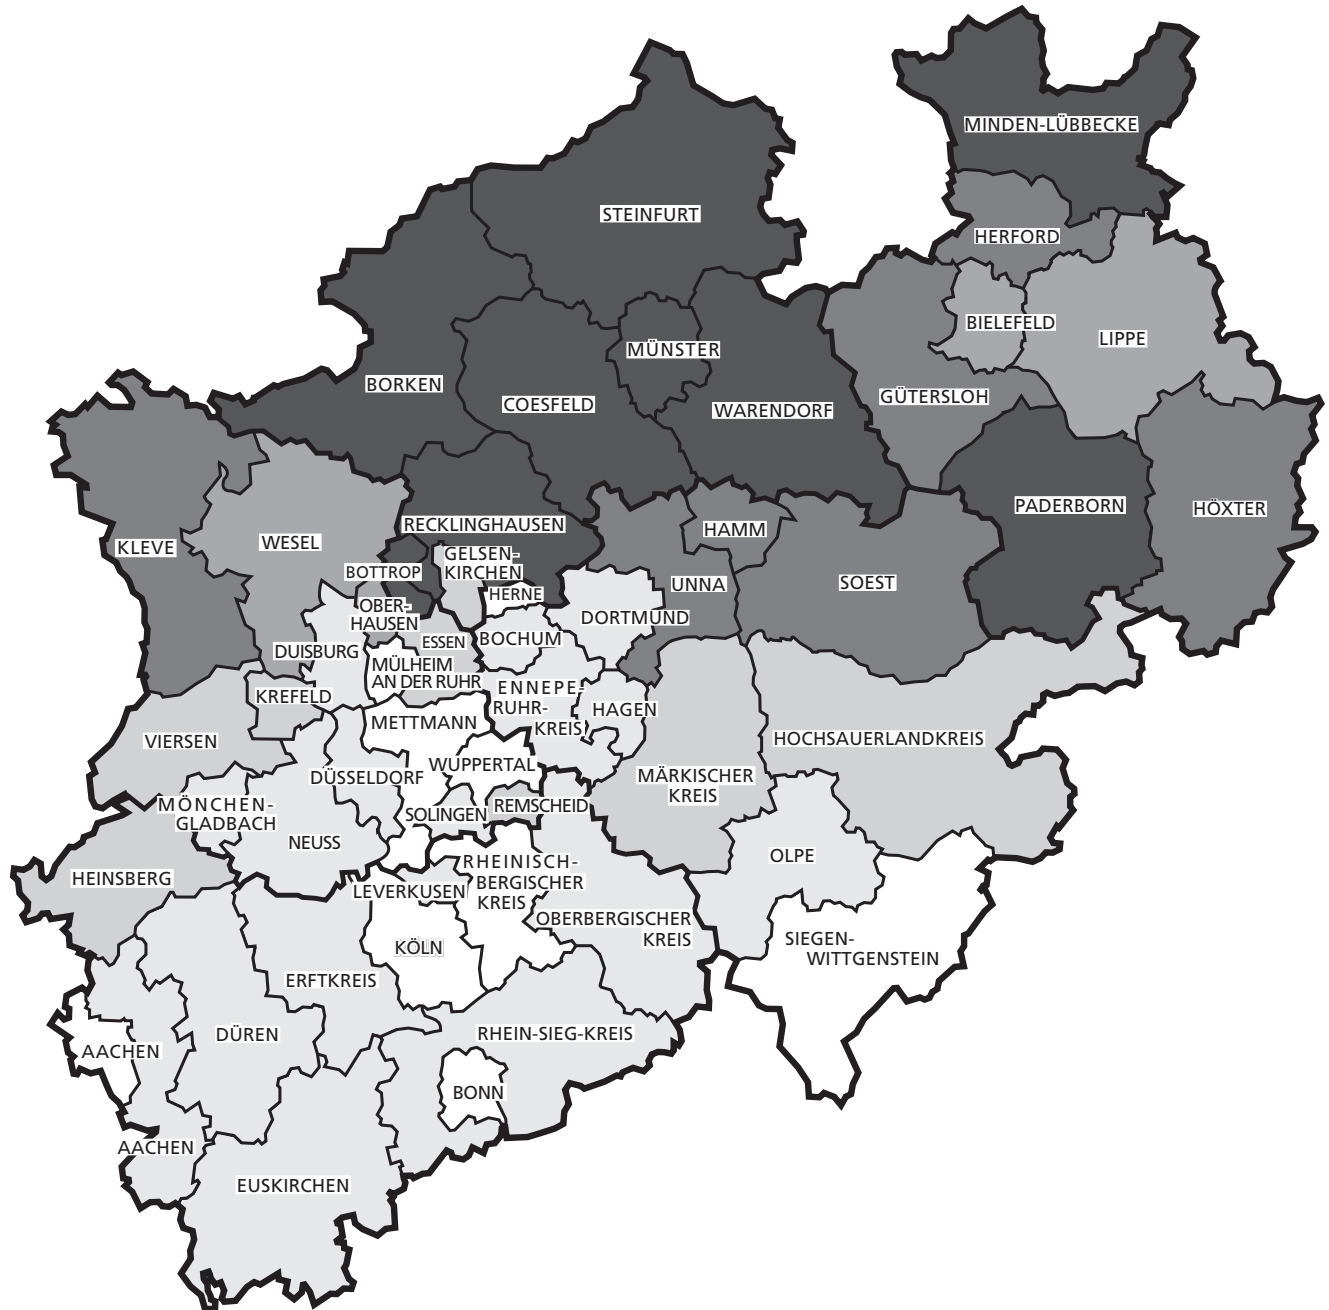 MINDEN-LÜBBECKE
STEINFURT
HERFORD
BIELEFELD
LIPPE
MÜNSTER
BORKEN
COESFELD
WARENDORF
GÜTERSLOH
PADERBORN
HÖXTER
RECKLINGHAUSEN
HAMM
KLEVE
WESEL
GELSEN-
KIRCHEN
BOTTROP
UNNA
SOEST
HERNE
OBER-
HAUSEN
DORTMUND
ESSEN
BOCHUM
DUISBURG
MÜLHEIM
AN DER RUHR
KREFELD
ENNEPE-
RUHR-
KREIS
HAGEN
METTMANN
VIERSEN
HOCHSAUERLANDKREIS
WUPPERTAL
DÜSSELDORF
MÄRKISCHER
KREIS
MÖNCHEN-
GLADBACH
SOLINGEN
REMSCHEID
NEUSS
OLPE
HEINSBERG
RHEINISCH-
BERGISCHER
KREIS
LEVERKUSEN
OBERBERGISCHER
KREIS
KÖLN
SIEGEN-
WITTGENSTEIN
ERFTKREIS
DÜREN
RHEIN-SIEG-KREIS
AACHEN
BONN
AACHEN
EUSKIRCHEN